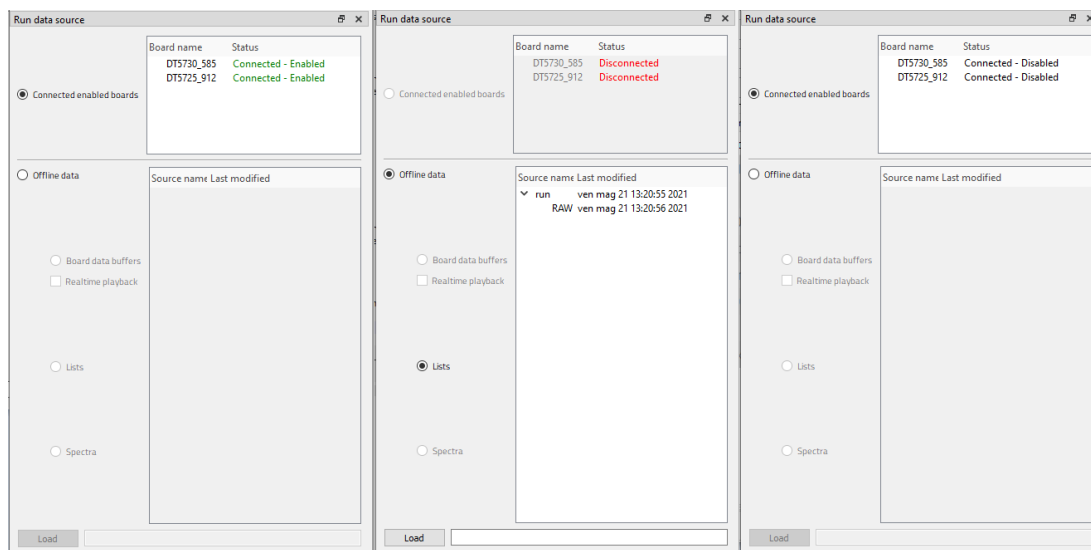 Run data source
Board name Status
DT5730_585 Connected - Enabled
DT5725_912 Connected - Enabled
Connected enabled boards
Offline data
Source name Last modified
Board data buffers
Realtime playback
Lists
Spectra
Load
Run data source
Board name Status
DT5730_585 Disconnected
DT5725_912 Disconnected
Connected enabled boards
Offline data
Source name Last modified
run ven mag 21 13:20:55 2021
RAW ven mag 21 13:20:56 2021
Board data buffers
Realtime playback
Lists
Spectra
Load
Run data source
Board name Status
DT5730_585 Connected - Disabled
DT5725_912 Connected - Disabled
Connected enabled boards
Offline data
Source name Last modified
Board data buffers
Realtime playback
Lists
Spectra
Load